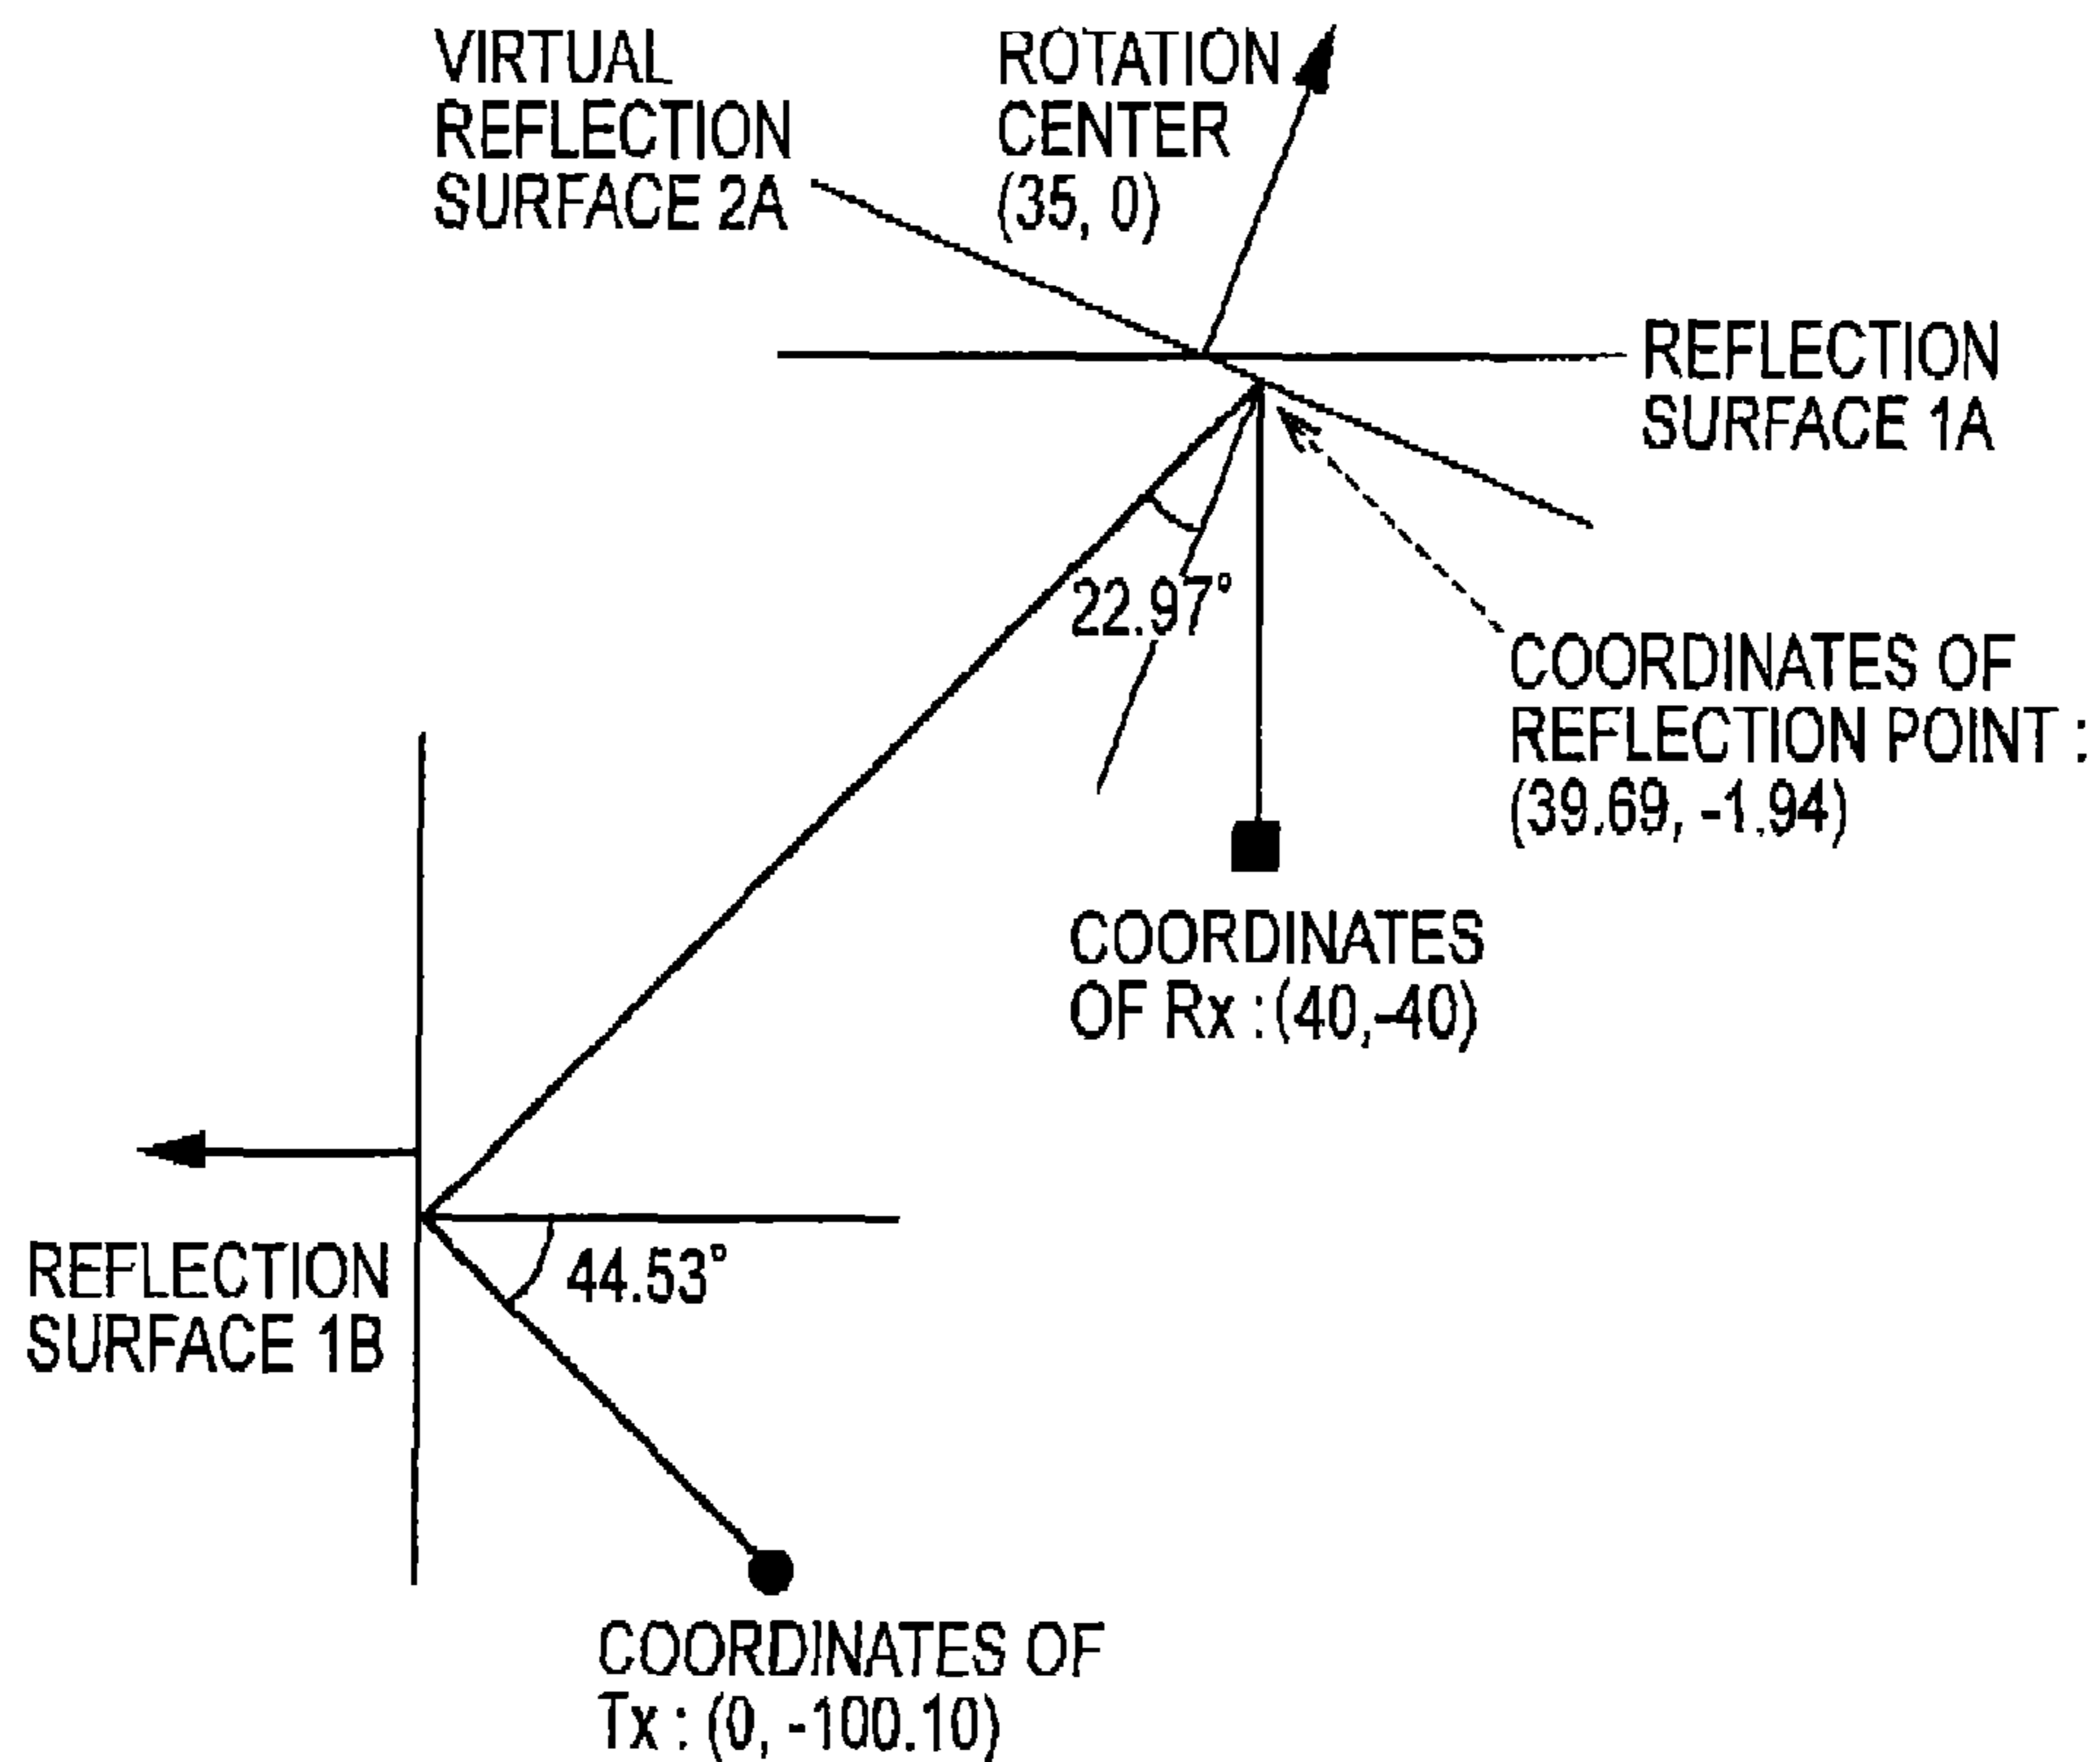 VIRTUAL
REFLECTION
SURFACE 2A
ROTATION
CENTER
(35, 0)
REFLECTION
SURFACE 1A
22.97°
COORDINATES OF
REFLECTION POINT :
(39.69, -1.94)
COORDINATES
OF Rx : (40,-40)
REFLECTION
SURFACE 1B
44.53°
COORDINATES OF
Tx : (0, -100.10)